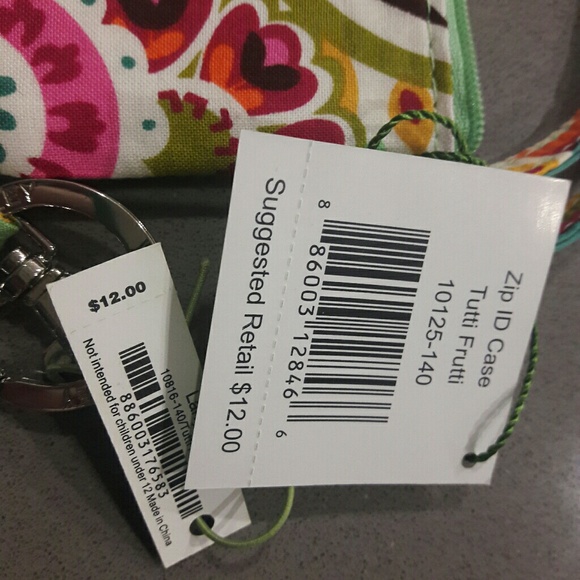 Zip ID Case
Tutti Frutti
10125-140
8 86003 12846 6
Suggested Retail $12.00
$12.00
10816-140/Tutti
886003176583
Not intended for children under 12 Made in China